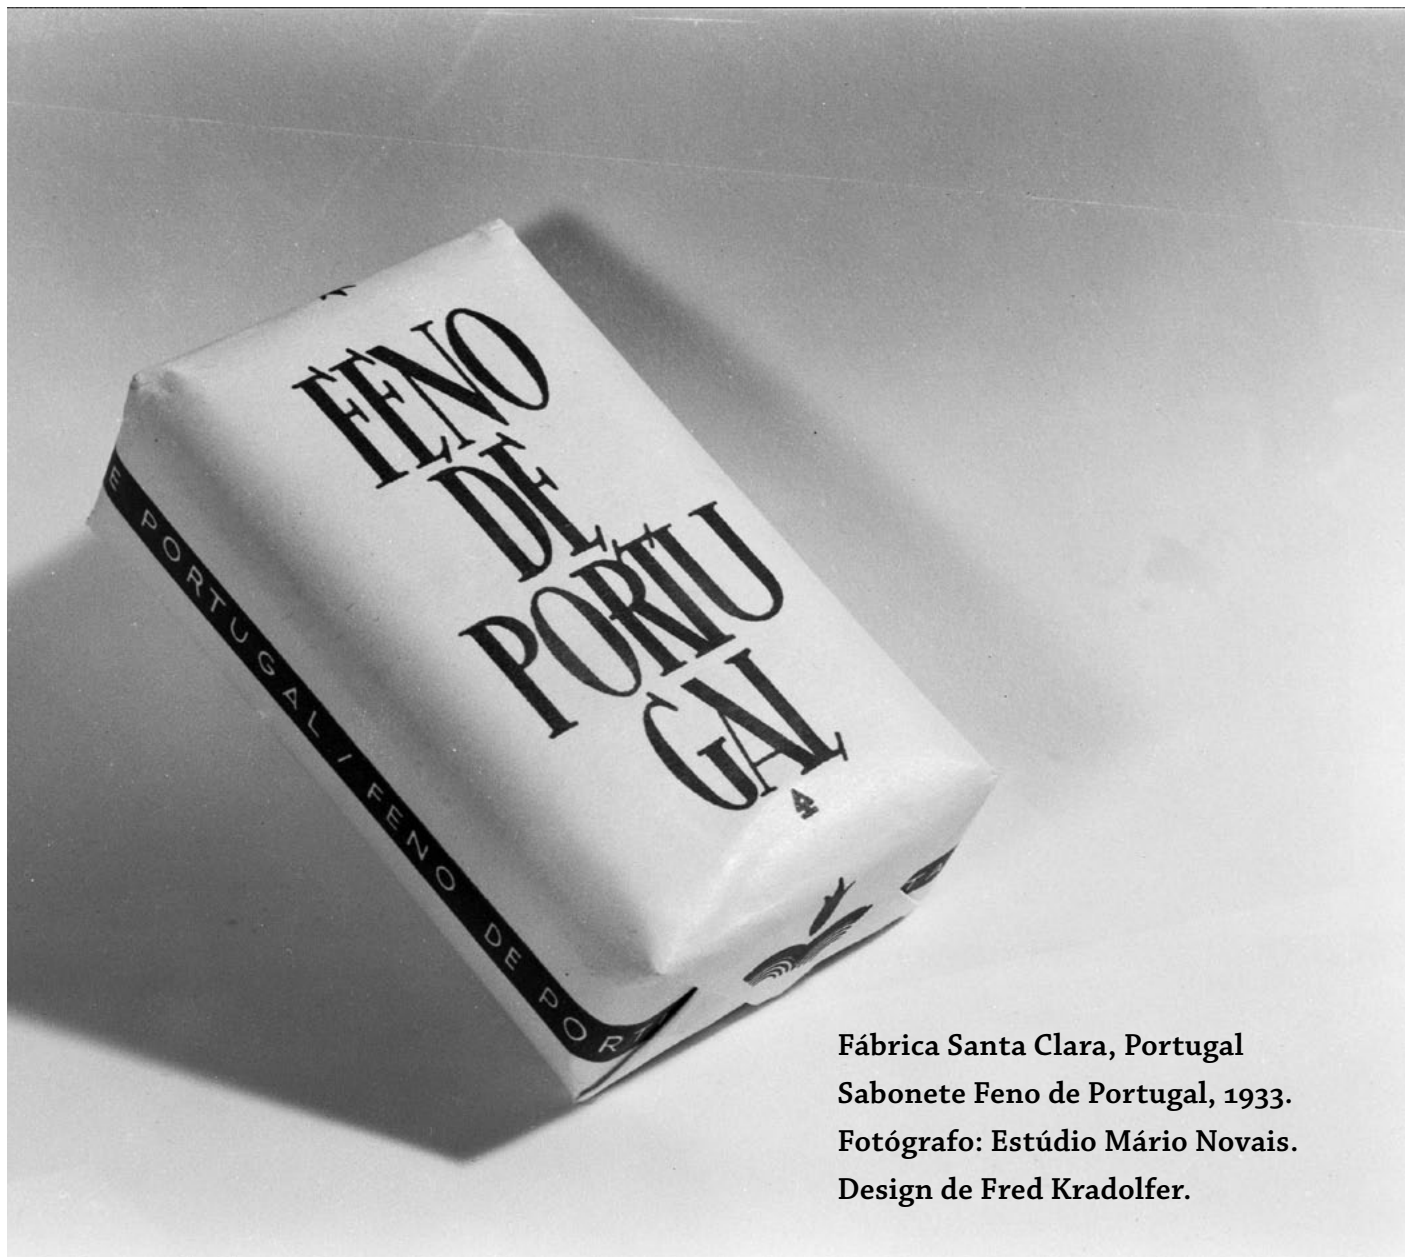 FENO
DE
PORTU
GAL
E PORTUGAL / FENO DE PORT
Fábrica Santa Clara, Portugal
Sabonete Feno de Portugal, 1933.
Fotógrafo: Estúdio Mário Novais.
Design de Fred Kradolfer.